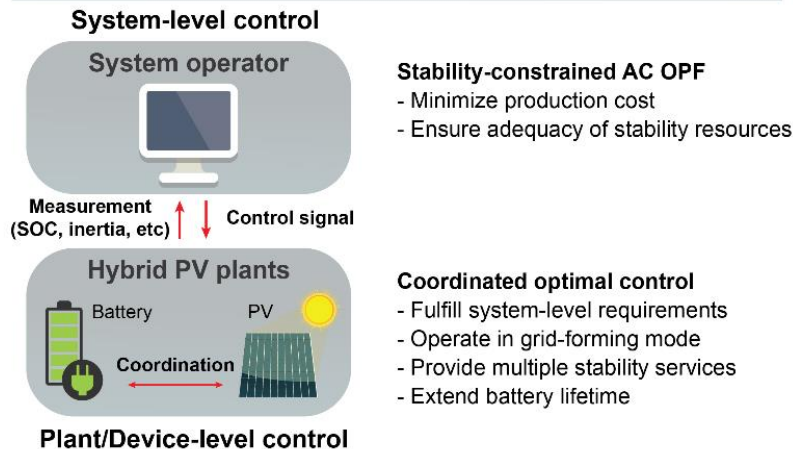 System-level control
System operator
Stability-constrained AC OPF
- Minimize production cost
- Ensure adequacy of stability resources
Measurement
(SOC, inertia, etc)
Control signal
Hybrid PV plants
Battery
PV
Coordination
Coordinated optimal control
- Fulfill system-level requirements
- Operate in grid-forming mode
- Provide multiple stability services
- Extend battery lifetime
Plant/Device-level control